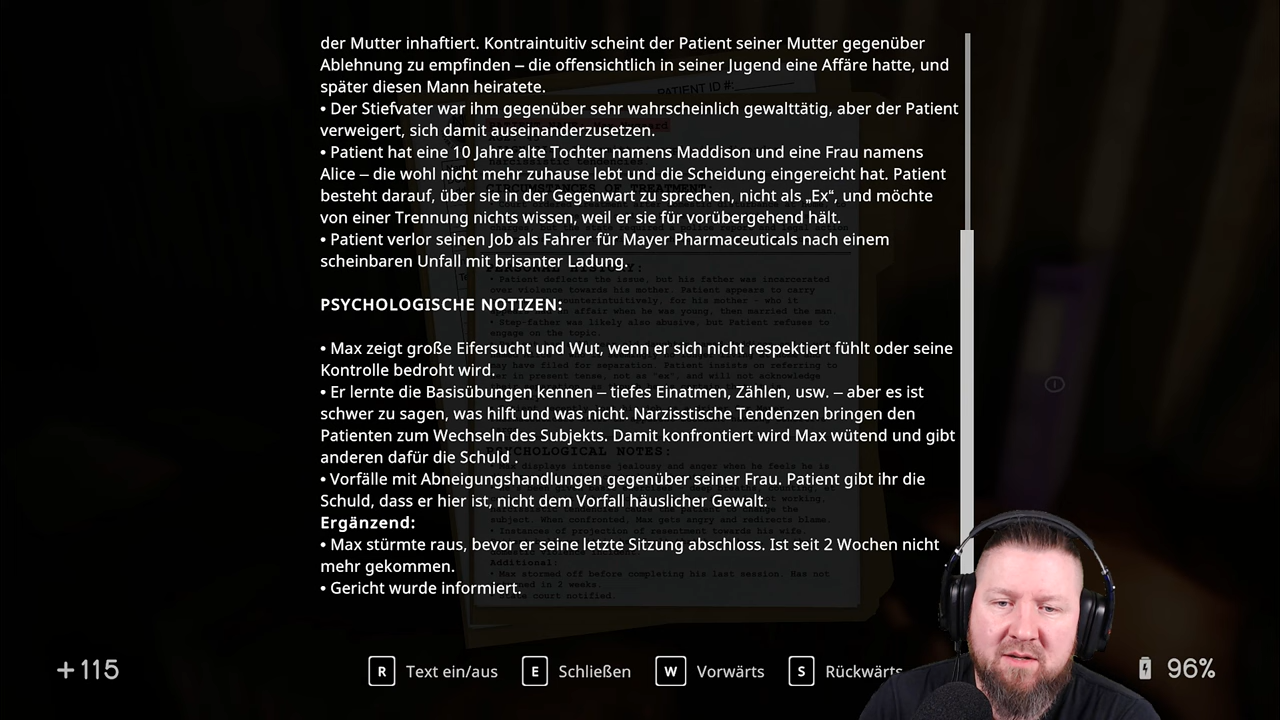 der Mutter inhaftiert. Kontraintuitiv scheint der Patient seiner Mutter gegenüber
Ablehnung zu empfinden – die offensichtlich in seiner Jugend eine Affäre hatte, und
später diesen Mann heiratete.
PATIENT ID #:
• Der Stiefvater war ihm gegenüber sehr wahrscheinlich gewalttätig, aber der Patient
verweigert, sich damit auseinanderzusetzen.
• Patient hat eine 10 Jahre alte Tochter namens Maddison und eine Frau namens
Alice – die wohl nicht mehr zuhause lebt und die Scheidung eingereicht hat. Patient
besteht darauf, über sie in der Gegenwart zu sprechen, nicht als „Ex“, und möchte
von einer Trennung nichts wissen, weil er sie für vorübergehend hält.
• Patient verlor seinen Job als Fahrer für Mayer Pharmaceuticals nach einem
scheinbaren Unfall mit brisanter Ladung.
PSYCHOLOGISCHE NOTIZEN:
• Max zeigt große Eifersucht und Wut, wenn er sich nicht respektiert fühlt oder seine
Kontrolle bedroht wird.
• Er lernte die Basisübungen kennen – tiefes Einatmen, Zählen, usw. – aber es ist
schwer zu sagen, was hilft und was nicht. Narzisstische Tendenzen bringen den
Patienten zum Wechseln des Subjekts. Damit konfrontiert wird Max wütend und gibt
anderen dafür die Schuld .
• Vorfälle mit Abneigungshandlungen gegenüber seiner Frau. Patient gibt ihr die
Schuld, dass er hier ist, nicht dem Vorfall häuslicher Gewalt.
Ergänzend:
• Max stürmte raus, bevor er seine letzte Sitzung abschloss. Ist seit 2 Wochen nicht
mehr gekommen.
• Gericht wurde informiert.
+115
R Text ein/aus E Schließen W Vorwärts S Rückwärts
96%